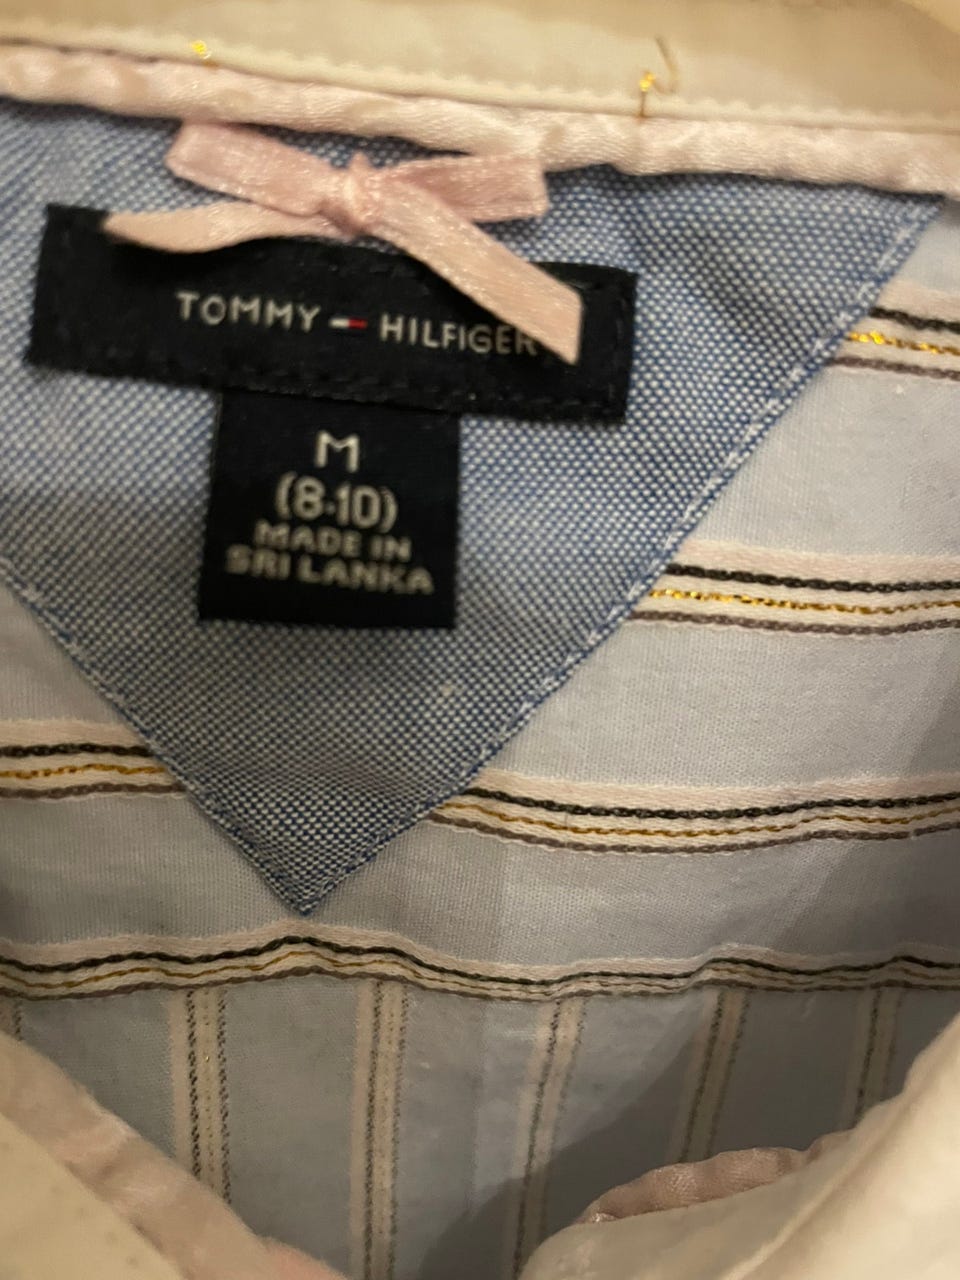 TOMMY HILFIGER
M
(8-10)
MADE IN
SRI LANKA